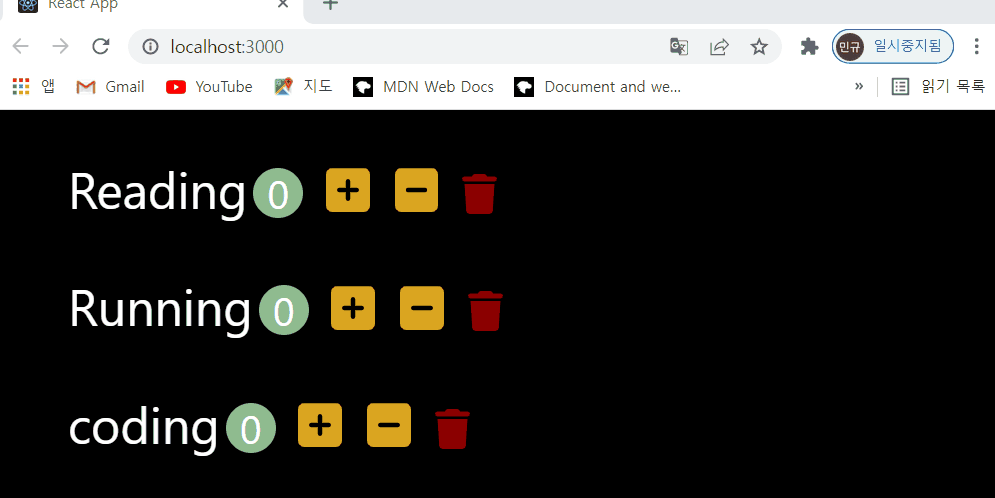 React App
localhost:3000
민규 일시중지됨
앱 Gmail YouTube 지도 MDN Web Docs Document and we... » 읽기 목록
Reading 0
Running 0
coding 0